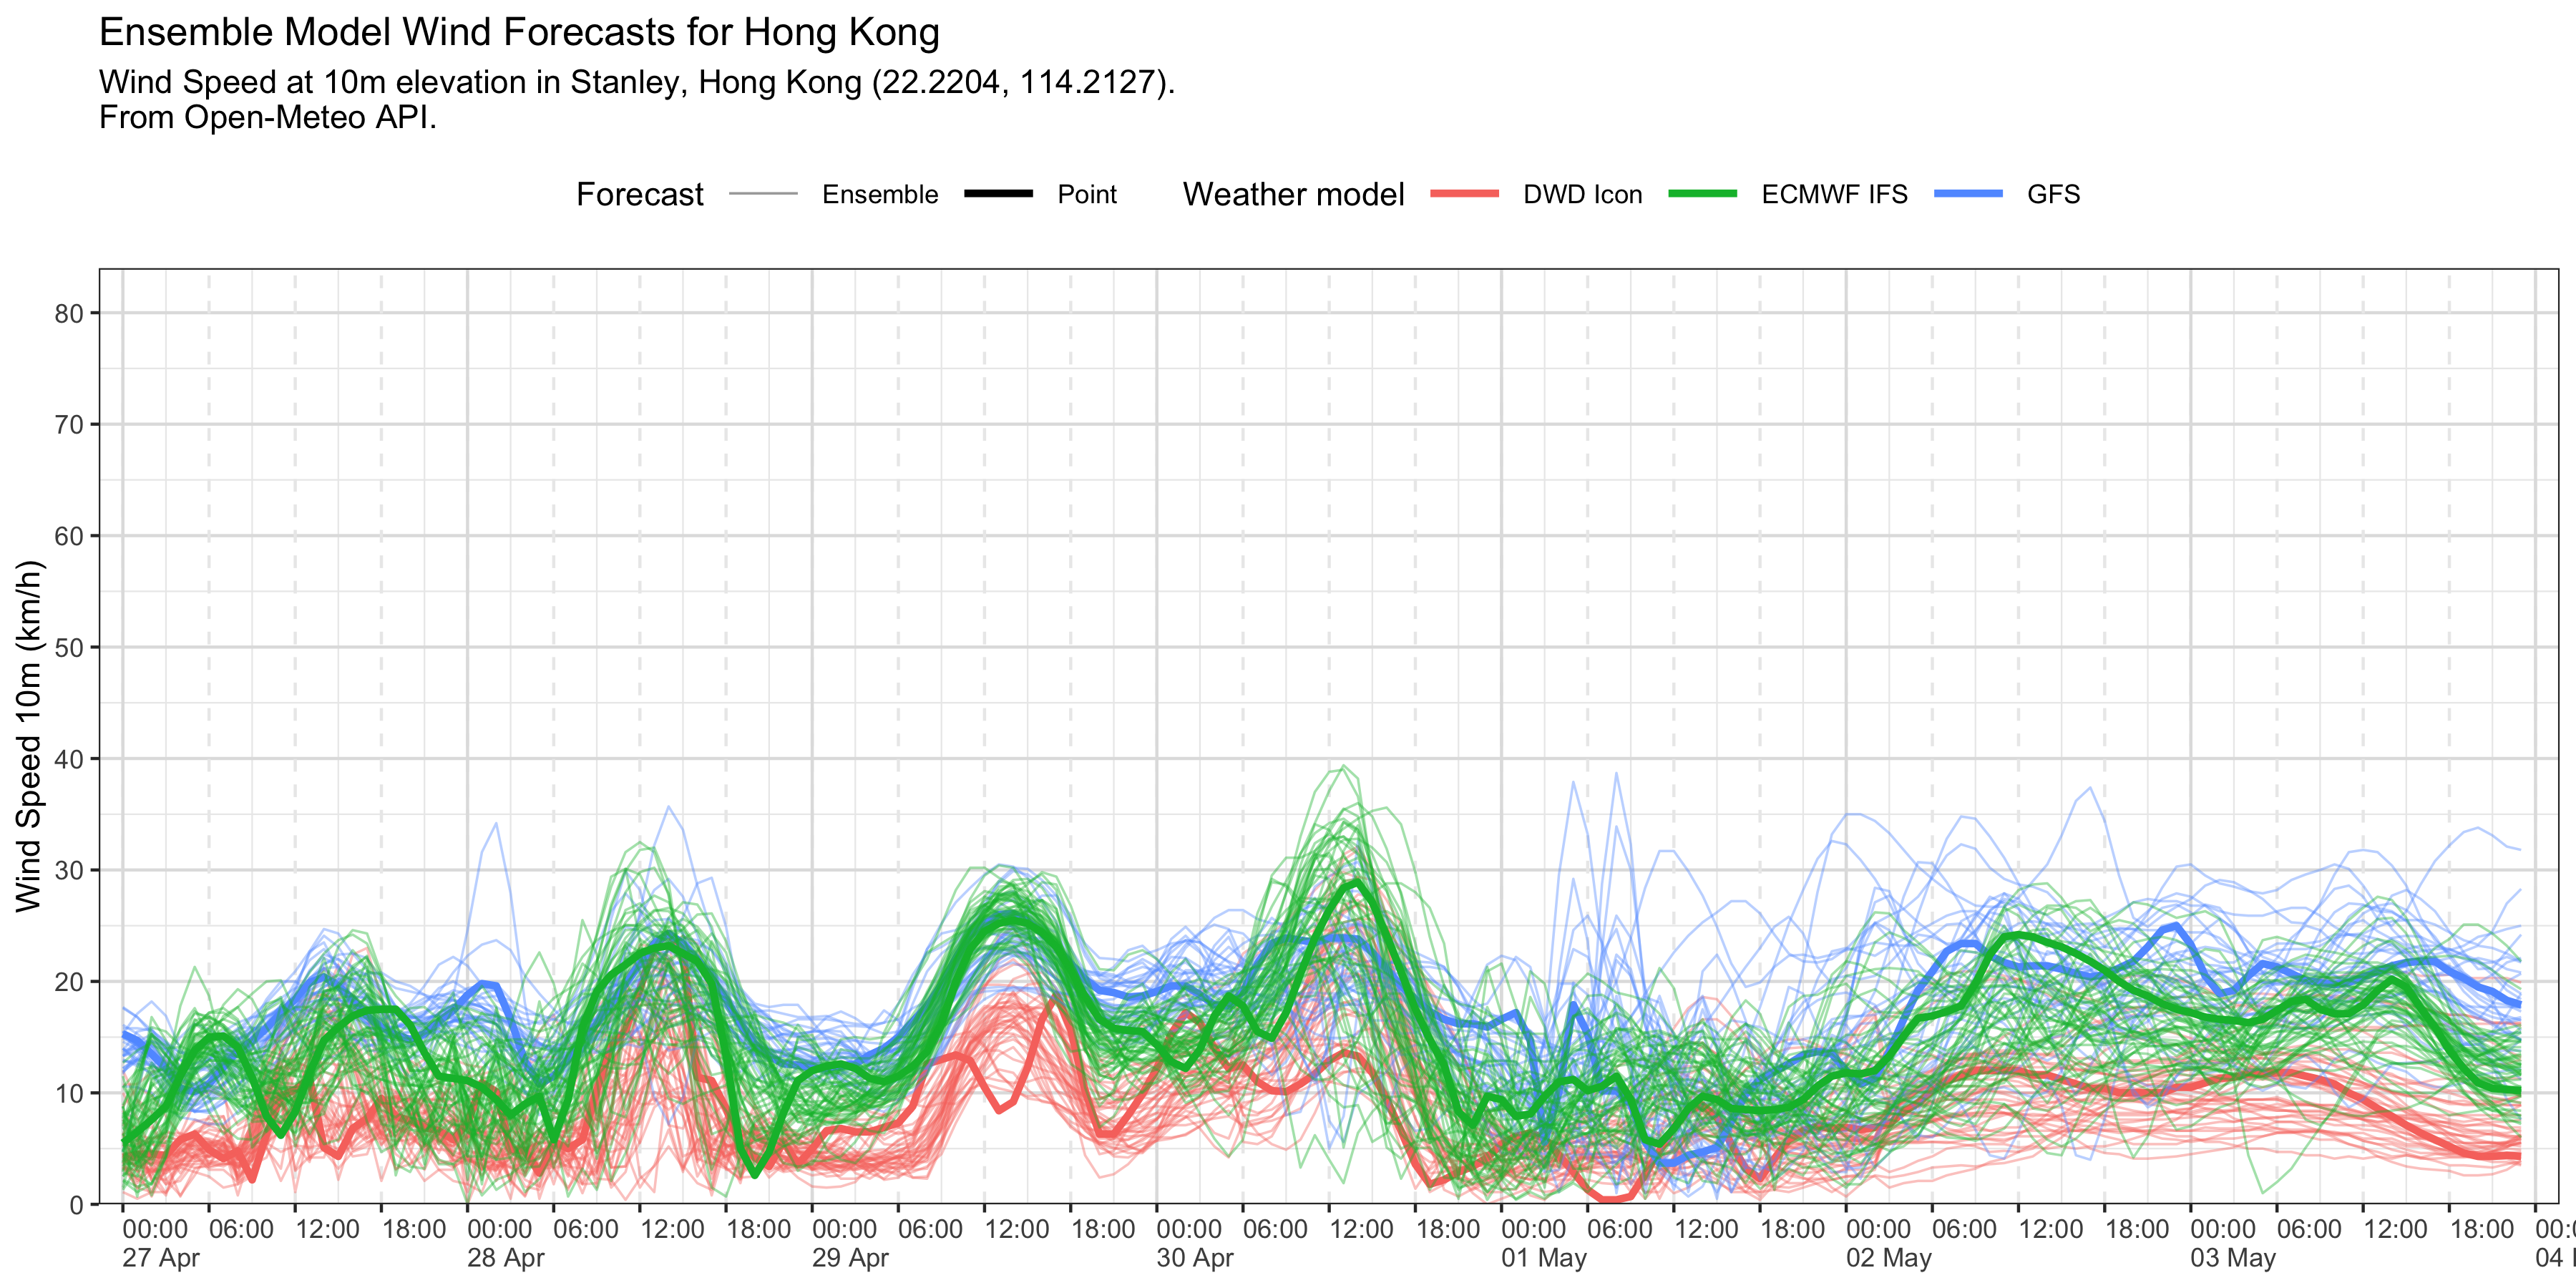 Ensemble Model Wind Forecasts for Hong Kong
Wind Speed at 10m elevation in Stanley, Hong Kong (22.2204, 114.2127).
From Open-Meteo API.
Forecast Ensemble Point Weather model DWD Icon ECMWF IFS GFS
Wind Speed 10m (km/h)
80
70
60
50
40
30
20
10
0
00:00 06:00 12:00 18:00 00:00 06:00 12:00 18:00 00:00 06:00 12:00 18:00 00:00 06:00 12:00 18:00 00:00 06:00 12:00 18:00 00:00 06:00 12:00 18:00 00:00 06:00 12:00 18:00 00:0
27 Apr 28 Apr 29 Apr 30 Apr 01 May 02 May 03 May 04